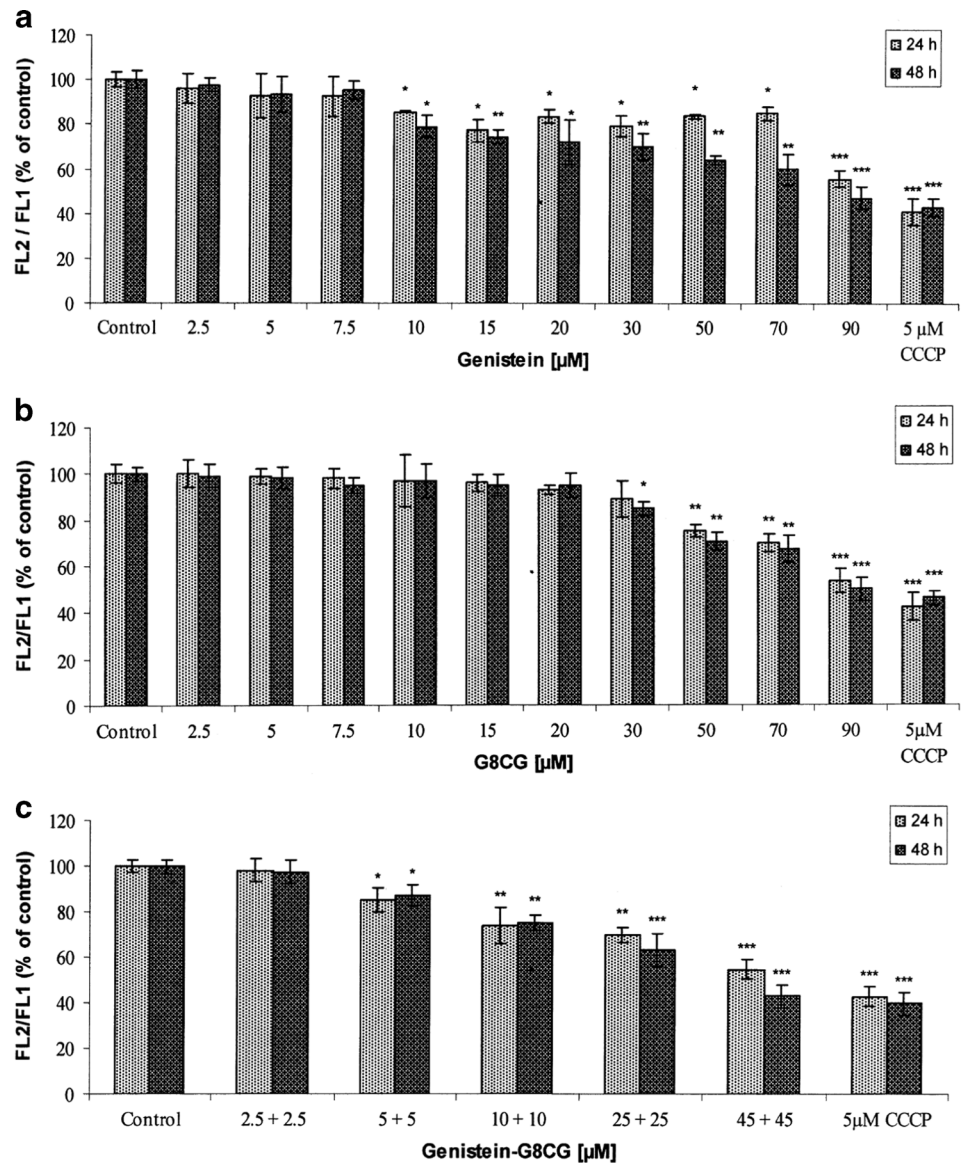 a
120
100
80
60
40
20
0
FL2 / FL1 (% of control)
24 h
48 h
* * * ** * * * ** * ** * ** *** *** *** ***
Control 2.5 5 7.5 10 15 20 30 50 70 90 5 µM
CCCP
Genistein [µM]
b
120
100
80
60
40
20
0
FL2/FL1 (% of control)
24 h
48 h
* ** ** ** ** *** *** *** ***
Control 2.5 5 7.5 10 15 20 30 50 70 90 5µM
CCCP
G8CG [µM]
c
120
100
80
60
40
20
0
FL2/FL1 (% of control)
24 h
48 h
* * ** ** ** *** *** *** *** ***
Control 2.5 + 2.5 5 + 5 10 + 10 25 + 25 45 + 45 5µM CCCP
Genistein-G8CG [µM]